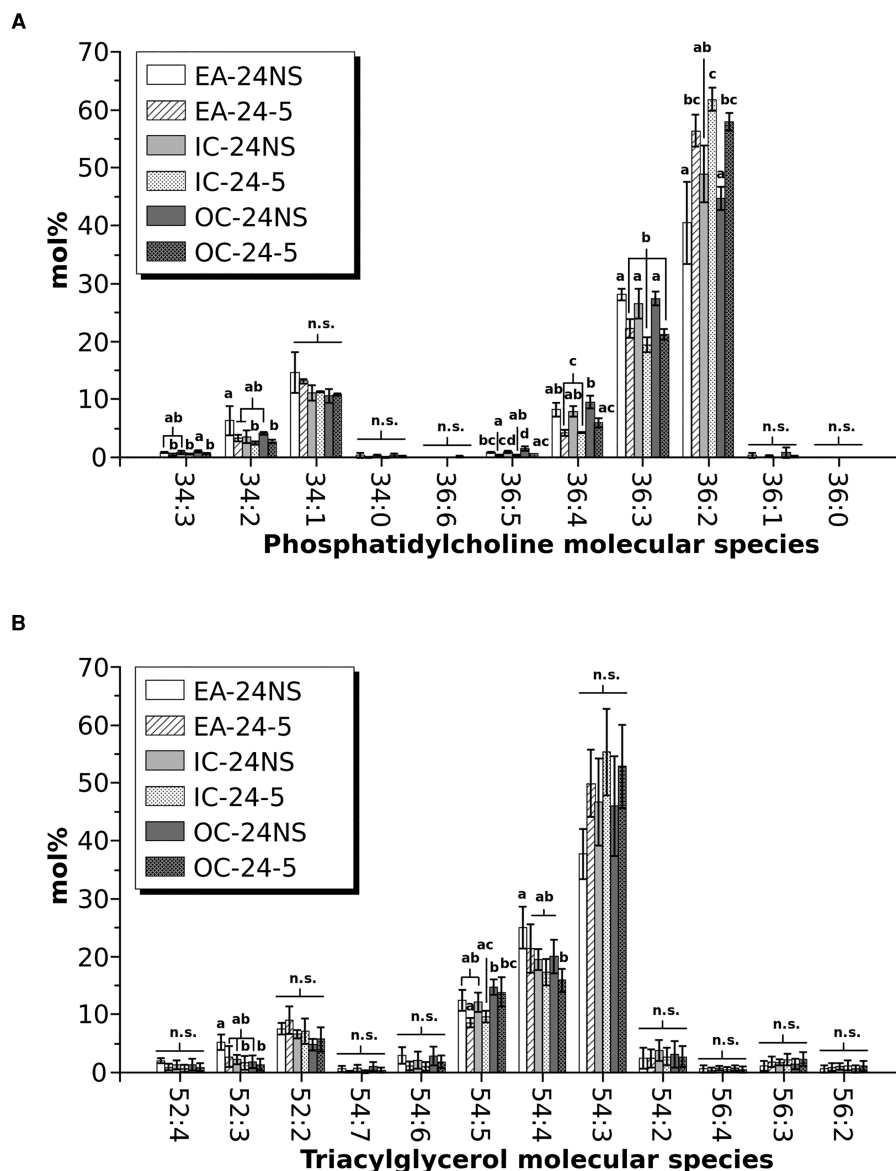 A
70
60
50
40
30
20
10
0
mol%
EA-24NS
EA-24-5
IC-24NS
IC-24-5
OC-24NS
OC-24-5
ab
b b a b
a
ab
b b
n.s.
n.s.
n.s.
a
ab
bc cd d ac
c
ab ab b ac
b
a a a
ab
c
bc bc
a a
n.s.
n.s.
34:3
34:2
34:1
34:0
36:6
36:5
36:4
36:3
36:2
36:1
36:0
Phosphatidylcholine molecular species
B
70
60
50
40
30
20
10
0
mol%
EA-24NS
EA-24-5
IC-24NS
IC-24-5
OC-24NS
OC-24-5
n.s.
a ab
b b
n.s.
n.s.
n.s.
ac
ab
a b bc
a ab
b
n.s.
n.s.
n.s.
n.s.
n.s.
52:4
52:3
52:2
54:7
54:6
54:5
54:4
54:3
54:2
56:4
56:3
56:2
Triacylglycerol molecular species